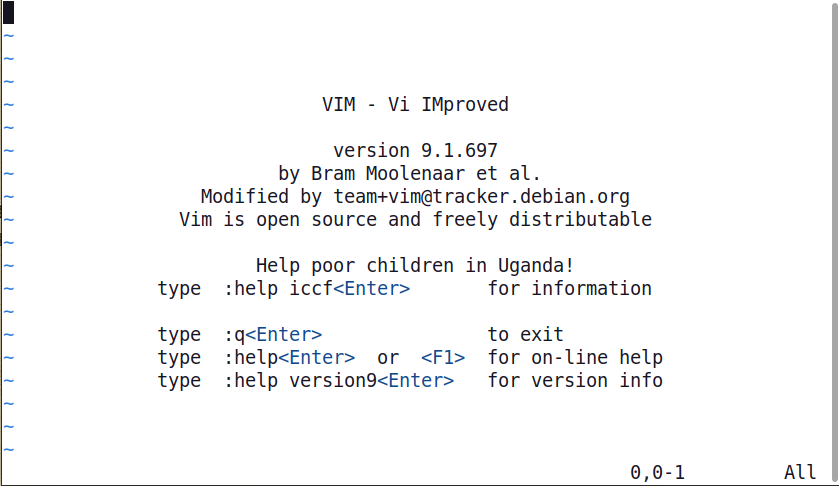 ~
~
~
~
VIM - Vi IMproved
~
~
version 9.1.697
~
by Bram Moolenaar et al.
~
Modified by team+vim@tracker.debian.org
~
Vim is open source and freely distributable
~
~
Help poor children in Uganda!
~
type :help iccf<Enter> for information
~
~
type :q<Enter> to exit
~
type :help<Enter> or <F1> for on-line help
~
type :help version9<Enter> for version info
~
~
~
0,0-1 All